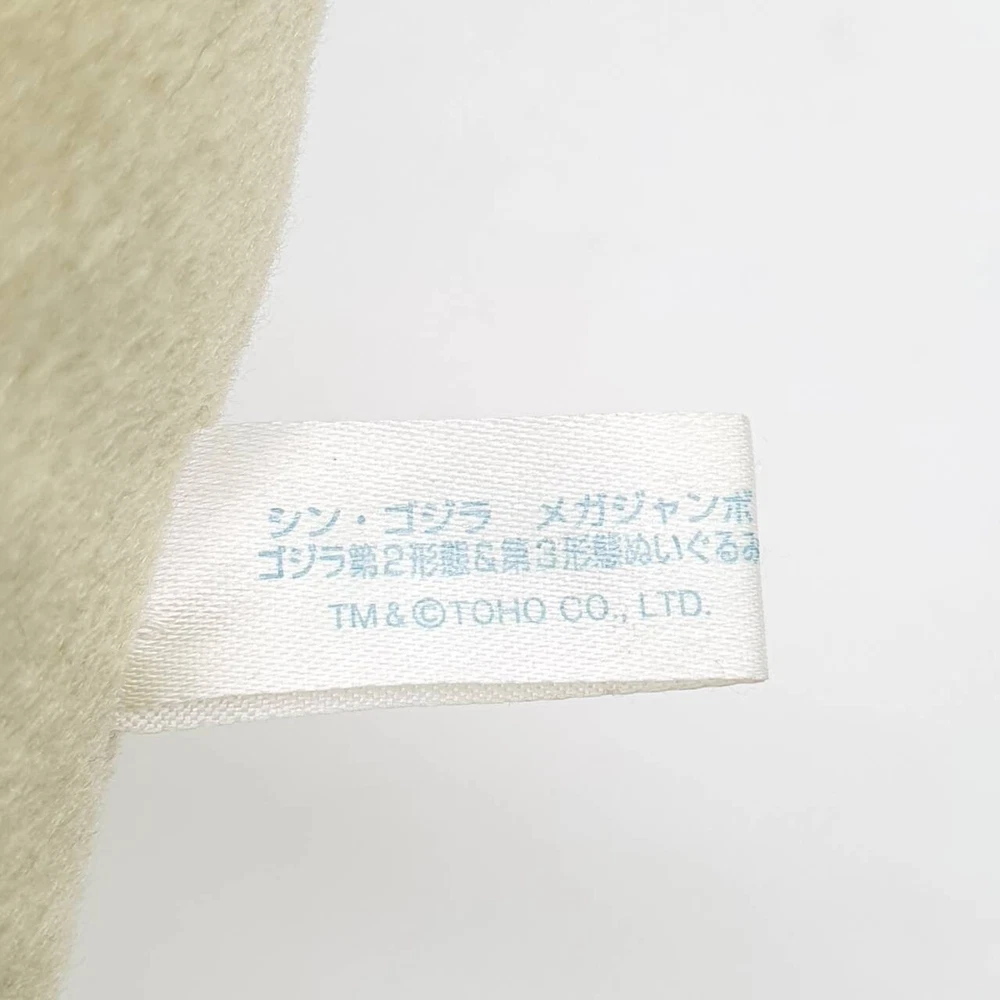 シン・ゴジラ　メガジャンボ
ゴジラ第2形態&第3形態ぬいぐるみ
TM & ©TOHO CO., LTD.